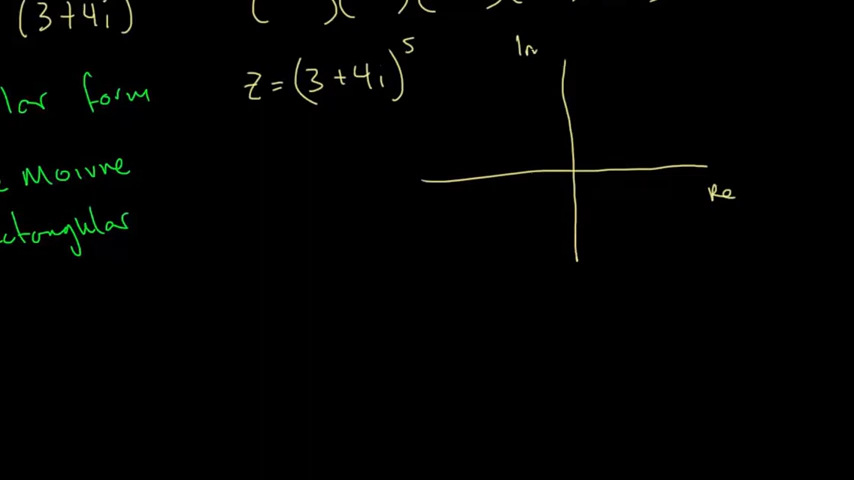 (3+4i) ( )( )( )(
z=(3+4i)^5
Im
lar form
Moivre
Re
ctangular